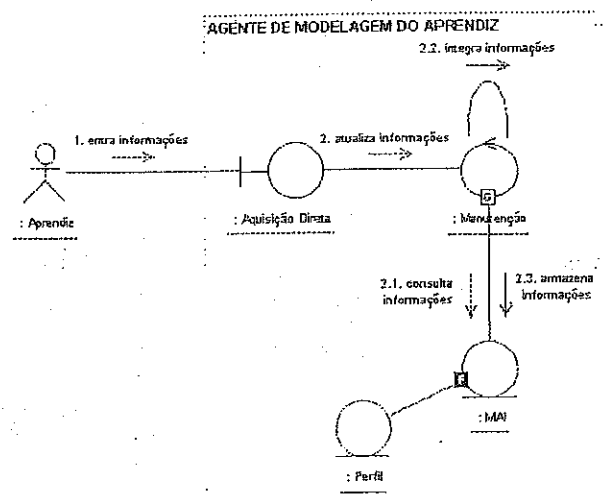 AGENTE DE MODELAGEM DO APRENDIZ
2.2. integra informações
1. entra informações
2. atualiza informações
: Aprendiz
: Aquisição Direta
G
: Manutenção
2.1. consulta
informações
2.3. armazena
informações
: MAI
: Perfil